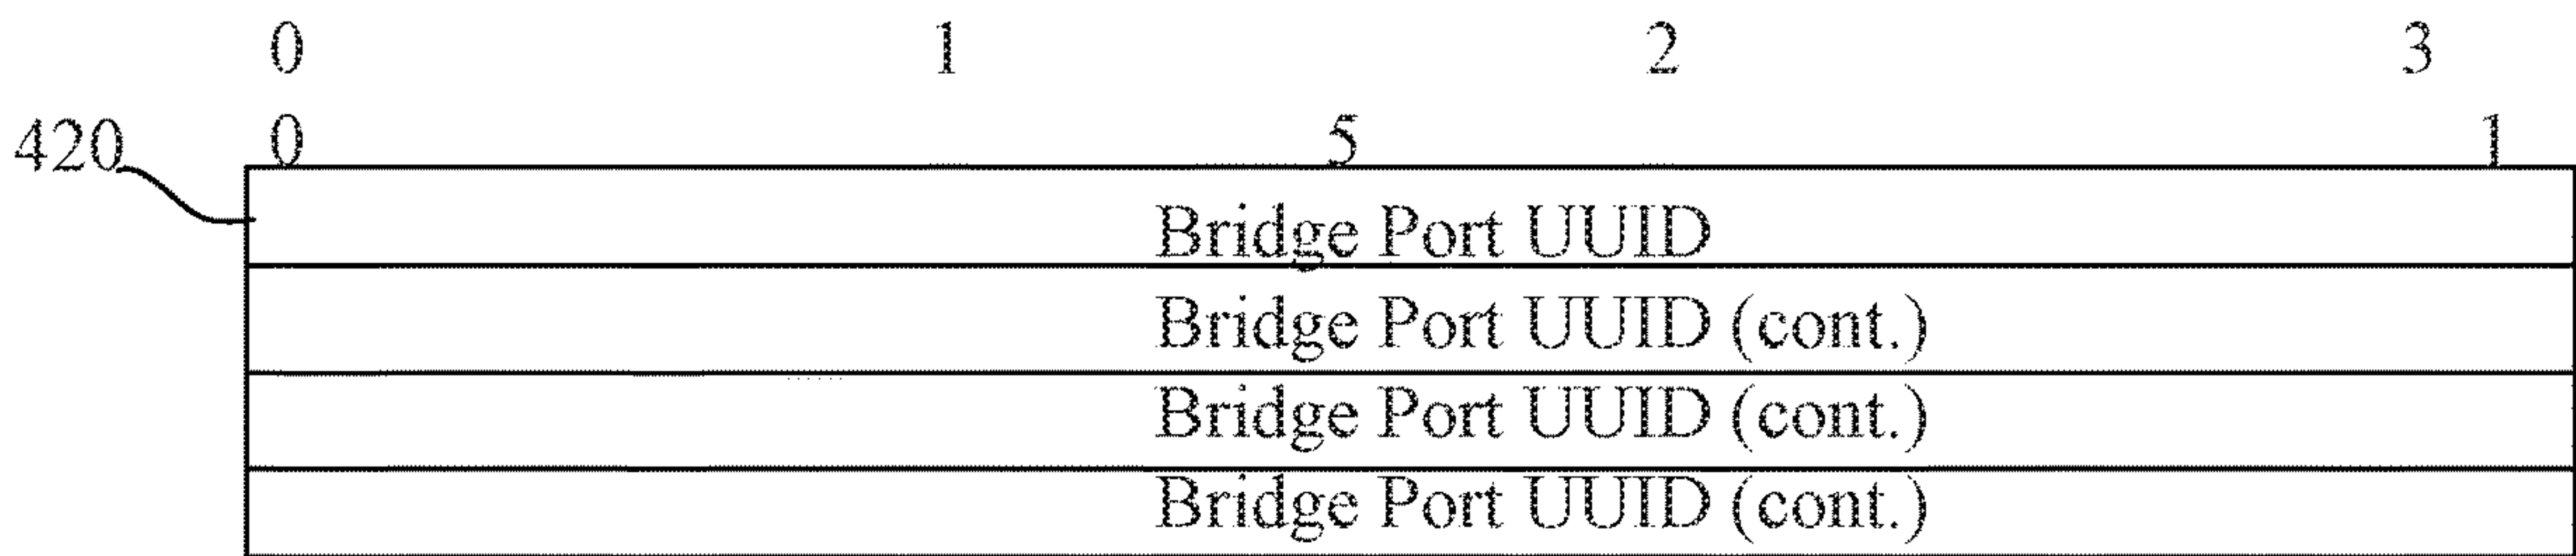 0 1 2 3
420 0 5 1
Bridge Port UUID
Bridge Port UUID (cont.)
Bridge Port UUID (cont.)
Bridge Port UUID (cont.)